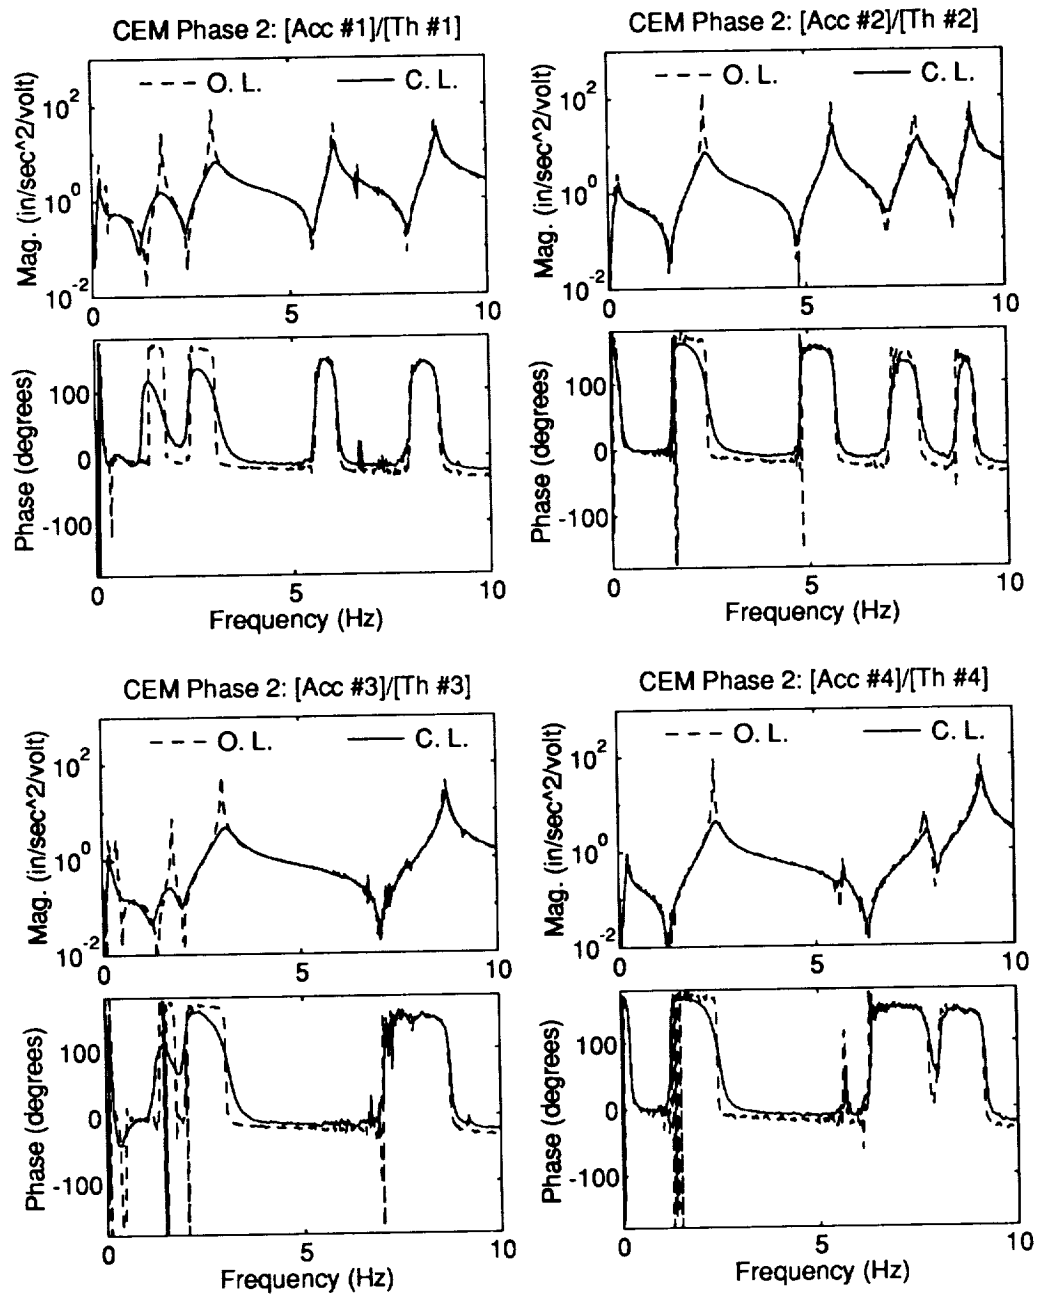 CEM Phase 2: [Acc #1]/[Th #1]
O. L.
C. L.
Mag. (in/sec^2/volt)
10^2
10^0
10^-2
0
5
10
Phase (degrees)
100
0
-100
0
5
10
Frequency (Hz)
CEM Phase 2: [Acc #2]/[Th #2]
O. L.
C. L.
Mag. (in/sec^2/volt)
10^2
10^0
10^-2
0
5
10
Phase (degrees)
100
0
-100
0
5
10
Frequency (Hz)
CEM Phase 2: [Acc #3]/[Th #3]
O. L.
C. L.
Mag. (in/sec^2/volt)
10^2
10^0
10^-2
0
5
10
Phase (degrees)
100
0
-100
0
5
10
Frequency (Hz)
CEM Phase 2: [Acc #4]/[Th #4]
O. L.
C. L.
Mag. (in/sec^2/volt)
10^2
10^0
10^-2
0
5
10
Phase (degrees)
100
0
-100
0
5
10
Frequency (Hz)